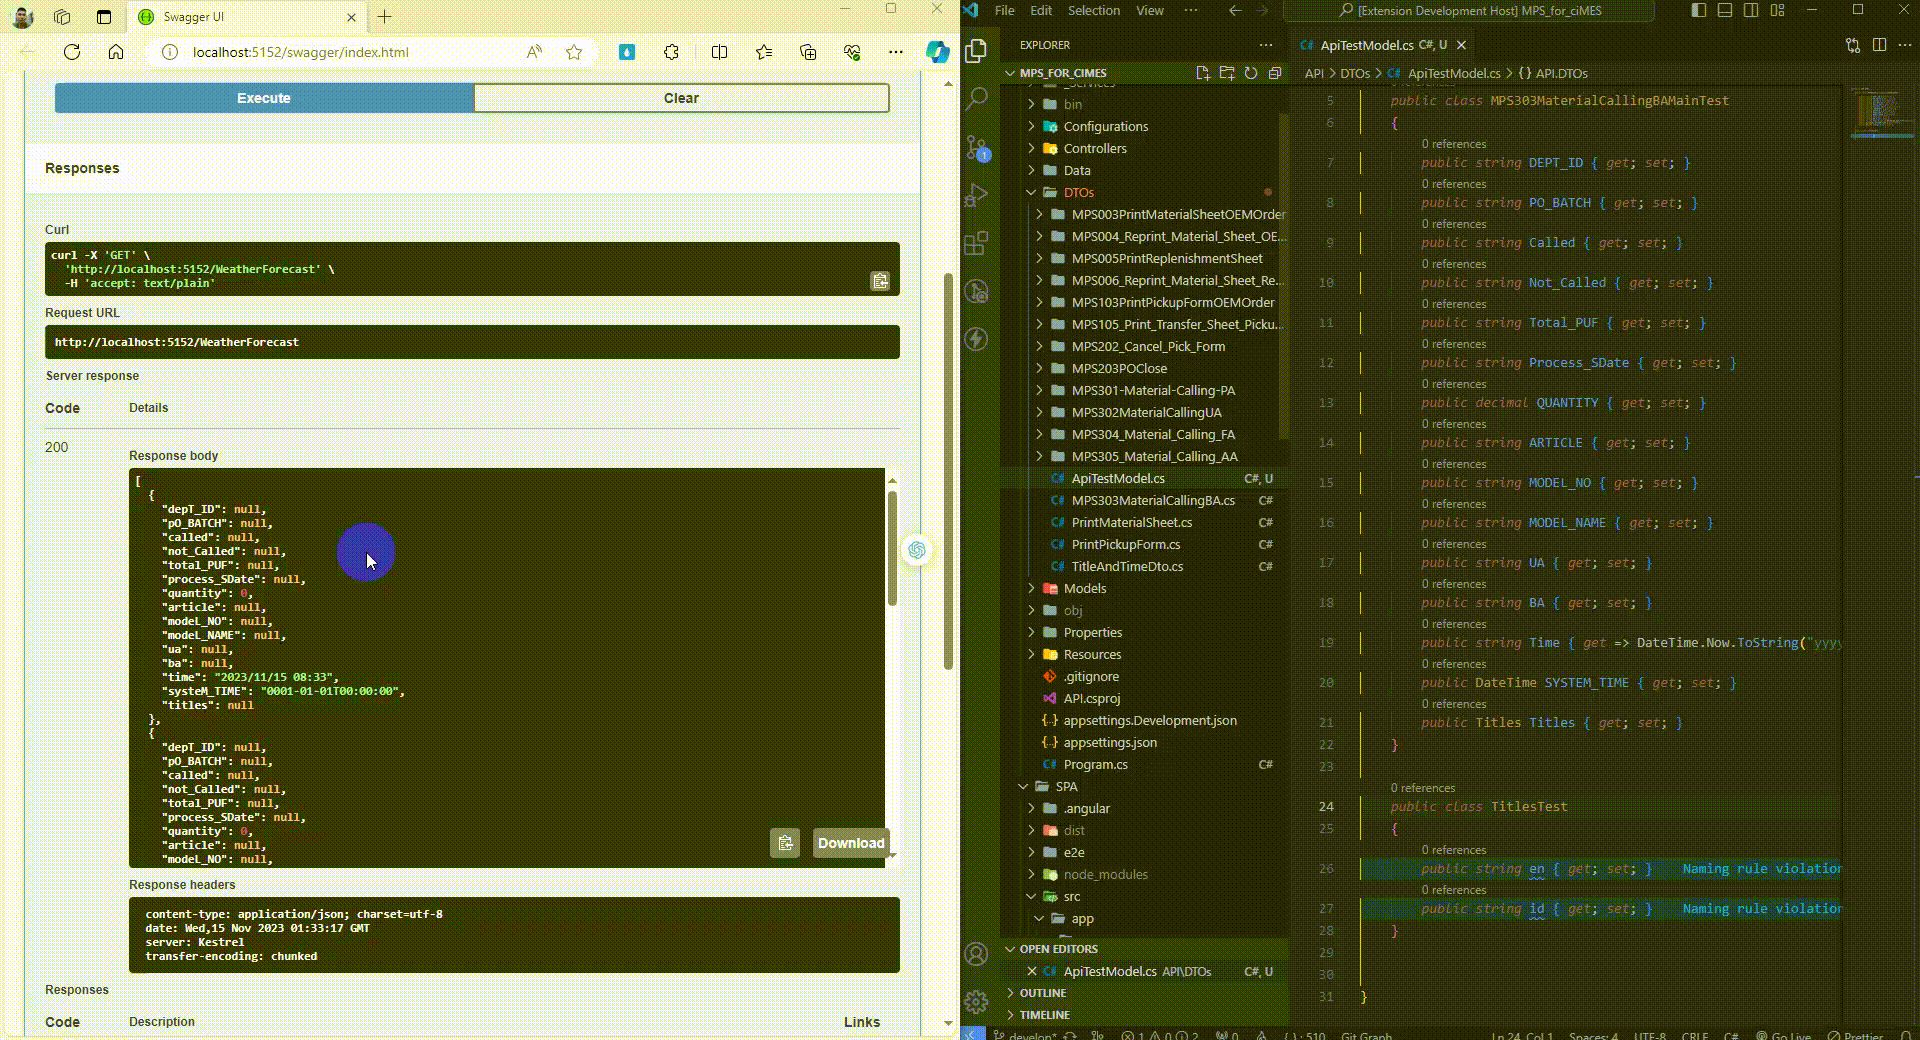 Swagger UI
localhost:5152/swagger/index.html
Execute
Clear
Responses
Curl
curl -X 'GET' \
'http://localhost:5152/WeatherForecast' \
-H 'accept: text/plain'
Request URL
http://localhost:5152/WeatherForecast
Server response
Code
Details
200
Response body
[
{
"depT_ID": null,
"pO_BATCH": null,
"called": null,
"not_Called": null,
"total_PUF": null,
"process_SDate": null,
"quantity": 0,
"article": null,
"modeL_NO": null,
"modeL_NAME": null,
"ua": null,
"ba": null,
"time": "2023/11/15 08:33",
"systeM_TIME": "0001-01-01T00:00:00",
"titles": null
},
{
"depT_ID": null,
"pO_BATCH": null,
"called": null,
"not_Called": null,
"total_PUF": null,
"process_SDate": null,
"quantity": 0,
"article": null,
"modeL_NO": null,
Download
Response headers
content-type: application/json; charset=utf-8
date: Wed,15 Nov 2023 01:33:17 GMT
server: Kestrel
transfer-encoding: chunked
Responses
Code
Description
Links
File Edit Selection View ···
[Extension Development Host] MPS_for_ciMES
EXPLORER
MPS_FOR_CIMES
_Services
bin
Configurations
Controllers
Data
DTOs
MPS003PrintMaterialSheetOEMOrder
MPS004_Reprint_Material_Sheet_OE...
MPS005PrintReplenishmentSheet
MPS006_Reprint_Material_Sheet_Re...
MPS103PrintPickupFormOEMOrder
MPS105_Print_Transfer_Sheet_Picku...
MPS202_Cancel_Pick_Form
MPS203POClose
MPS301-Material-Calling-PA
MPS302MaterialCallingUA
MPS304_Material_Calling_FA
MPS305_Material_Calling_AA
C# ApiTestModel.cs C#, U
C# MPS303MaterialCallingBA.cs C#
C# PrintMaterialSheet.cs C#
C# PrintPickupForm.cs C#
C# TitleAndTimeDto.cs C#
Models
obj
Properties
Resources
.gitignore
API.csproj
{..} appsettings.Development.json
{..} appsettings.json
C# Program.cs C#
SPA
.angular
dist
e2e
node_modules
src
app
OPEN EDITORS
C# ApiTestModel.cs API\DTOs C#, U
OUTLINE
TIMELINE
C# ApiTestModel.cs C#, U
API > DTOs > C# ApiTestModel.cs > {} API.DTOs
5 public class MPS303MaterialCallingBAMainTest
6 {
0 references
7 public string DEPT_ID { get; set; }
0 references
8 public string PO_BATCH { get; set; }
0 references
9 public string Called { get; set; }
0 references
10 public string Not_Called { get; set; }
0 references
11 public string Total_PUF { get; set; }
0 references
12 public string Process_SDate { get; set; }
0 references
13 public decimal QUANTITY { get; set; }
0 references
14 public string ARTICLE { get; set; }
0 references
15 public string MODEL_NO { get; set; }
0 references
16 public string MODEL_NAME { get; set; }
0 references
17 public string UA { get; set; }
0 references
18 public string BA { get; set; }
0 references
19 public string Time { get => DateTime.Now.ToString("yyyy
0 references
20 public DateTime SYSTEM_TIME { get; set; }
0 references
21 public Titles Titles { get; set; }
22 }
23
0 references
24 public class TitlesTest
25 {
0 references
26 public string en { get; set; } Naming rule violation
0 references
27 public string id { get; set; } Naming rule violation
28 }
29
30
31 }
develop* 1 0 2 0 {..}: 510 Git Graph Ln 24, Col 1 Spaces: 4 UTF-8 CRLF C# Go Live Prettier